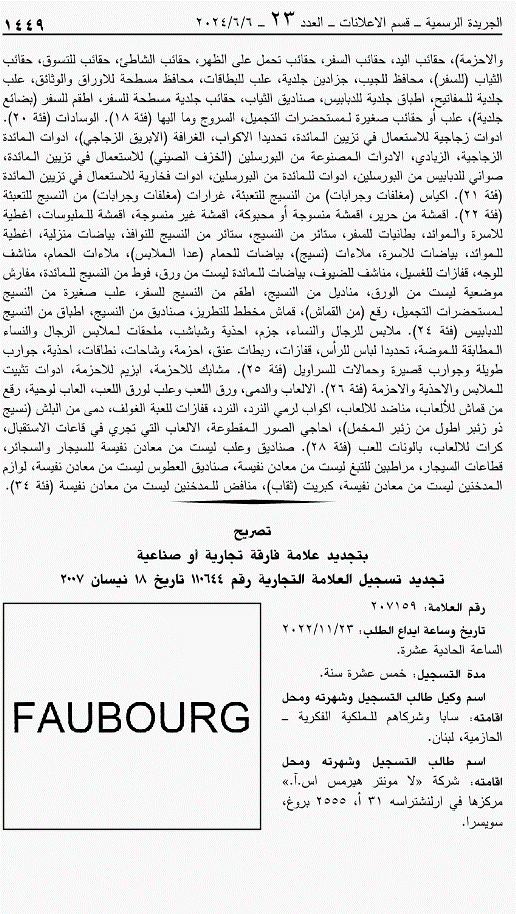 الجريدة الرسمية ـ قسم الاعلانات ـ العدد ٢٣ ـ ٢٠٢٤/٦/٦
١٤٤٩
والاحزمة)، حقائب اليد، حقائب السفر، حقائب تحمل على الظهر، حقائب الشاطئ، حقائب للتسوق، حقائب
الثياب (للسفر)، محافظ للجيب، جزادين جلدية، علب للبطاقات، محافظ مسطحة للاوراق والوثائق، علب
جلدية للمفاتيح، اطباق جلدية للدبابيس، صناديق الثياب، حقائب جلدية مسطحة للسفر، اطقم للسفر (بضائع
جلدية)، علب أو حقائب صغيرة لمستحضرات التجميل، السروج وما اليها (فئة ١٨). الوسادات (فئة ٢٠).
ادوات زجاجية للاستعمال في تزيين المائدة، تحديدا الاكواب، الغرافة (الابريق الزجاجي)، ادوات المائدة
الزجاجية، الزبادي، الادوات المصنوعة من البورسلين (الخزف الصيني) للاستعمال في تزيين المائدة،
صواني للدبابيس من البورسلين، ادوات للمائدة من البورسلين، ادوات فخارية للاستعمال في تزيين المائدة
(فئة ٢١). اكياس (مغلفات وجرابات) من النسيج للتعبئة، غرارات (مغلفات وجرابات) من النسيج للتعبئة
(فئة ٢٢). اقمشة من حرير، اقمشة منسوجة أو محبوكة، اقمشة غير منسوجة، اقمشة للملبوسات، اغطية
للاسرة والموائد، بطانيات للسفر، ستائر من النسيج، ستائر من النسيج للنوافذ، بياضات منزلية، اغطية
للموائد، بياضات للاسرة، ملاءات (نسيج)، بياضات للحمام (عدا الملابس)، ملاءات الحمام، مناشف
للوجه، قفازات للغسيل، مناشف للضيوف، بياضات للمائدة ليست من ورق، فوط من النسيج للمائدة، مفارش
موضعية ليست من الورق، مناديل من النسيج، اطقم من النسيج للسفر، علب صغيرة من النسيج
لمستحضرات التجميل، رقع (من القماش)، قماش مخطط للتطريز، صناديق من النسيج، اطباق من النسيج
للدبابيس (فئة ٢٤). ملابس للرجال والنساء، جزم، احذية وشباشب، ملحقات لملابس الرجال والنساء
المطابقة للموضة، تحديدا لباس للرأس، قفازات، ربطات عنق، احزمة، وشاحات، نطاقات، احذية، جوارب
طويلة وجوارب قصيرة وحمالات للسراويل (فئة ٢٥). مشابك للاحزمة، ابزيم للاحزمة، ادوات تثبيت
للملابس والاحذية والاحزمة (فئة ٢٦). الالعاب والدمى، ورق اللعب وعلب لورق اللعب، العاب لوحية، رقع
من قماش للألعاب، مناضد للالعاب، اكواب لرمي النرد، النرد، قفازات للعبة الغولف، دمى من البلش (نسيج
ذو زئير اطول من زئير المخمل)، احاجي الصور المقطوعة، الالعاب التي تجري في قاعات الاستقبال،
كرات للالعاب، بالونات للعب (فئة ٢٨). صناديق وعلب ليست من معادن نفيسة للسيجار والسجائر،
قطاعات السيجار، مراطبين للتبغ ليست من معادن نفيسة، صناديق العطوس ليست من معادن نفيسة، لوازم
المدخنين ليست من معادن نفيسة، كبريت (ثقاب)، منافض للمدخنين ليست من معادن نفيسة (فئة ٣٤).
تصريح
بتجديد علامة فارقة تجارية أو صناعية
تجديد تسجيل العلامة التجارية رقم ١١٠٦٤٤ تاريخ ١٨ نيسان ٢٠٠٧
رقم العلامة: ٢٠٧١٥٩
تاريخ وساعة ايداع الطلب: ٢٠٢٢/١١/٢٣
الساعة الحادية عشرة.
مدة التسجيل: خمس عشرة سنة.
اسم وكيل طالب التسجيل وشهرته ومحل
اقامته: سابا وشركاهم للملكية الفكرية ـ
الحازمية، لبنان.
اسم طالب التسجيل وشهرته ومحل
اقامته: شركة «لا مونتر هيرمس اس.آ.»
مركزها في ارلنشتراسه ٣١ أ، ٢٥٥٥ بروغ،
سويسرا.
FAUBOURG